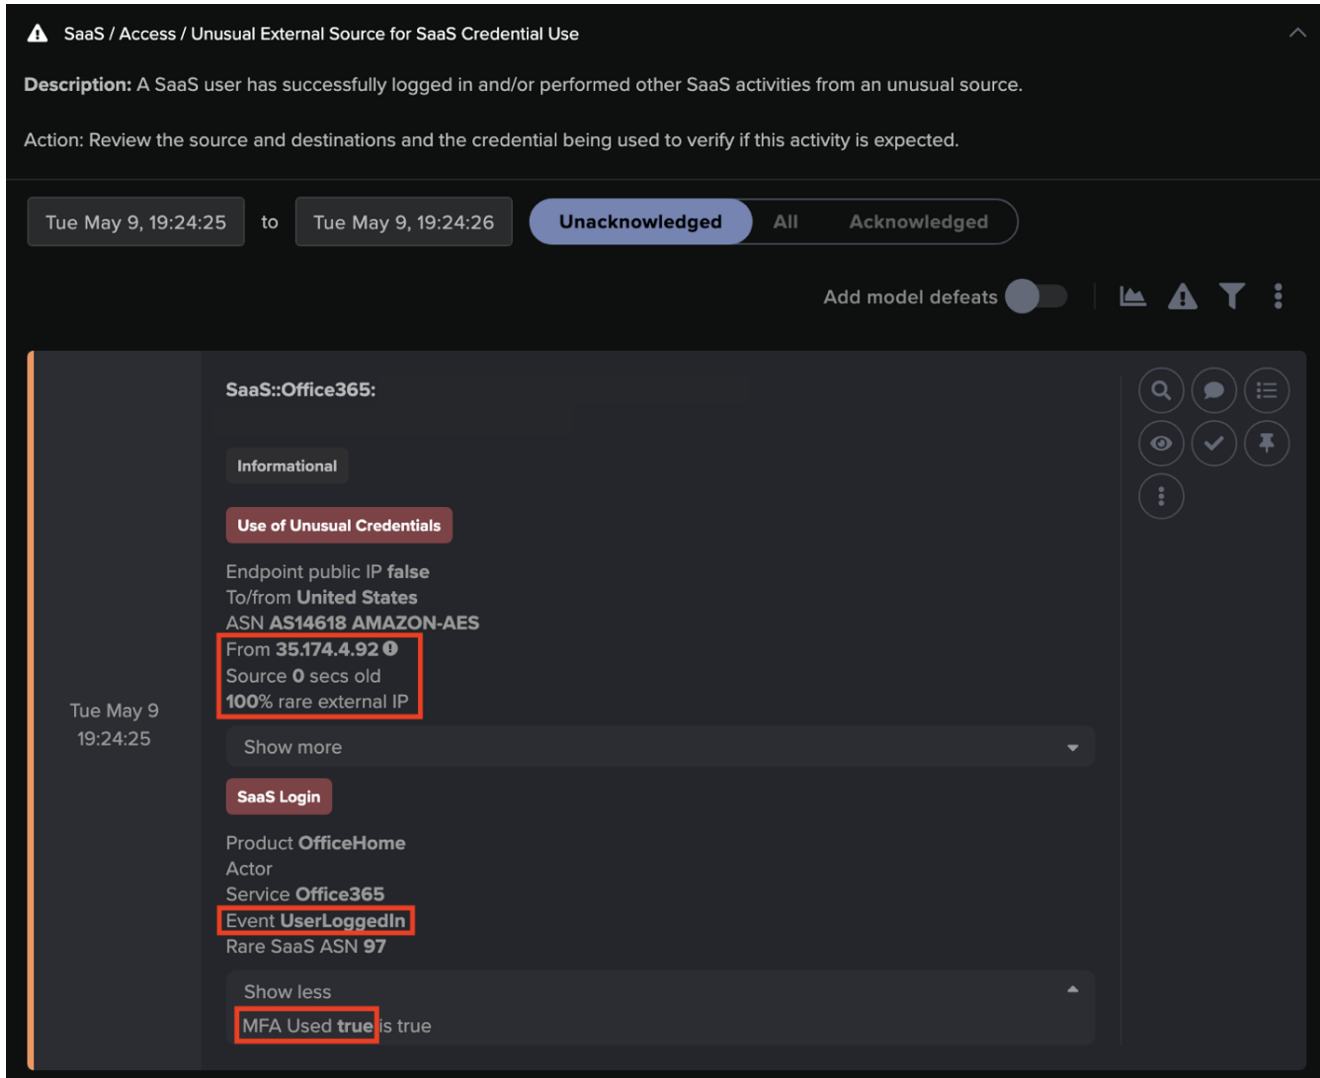 SaaS / Access / Unusual External Source for SaaS Credential Use
Description: A SaaS user has successfully logged in and/or performed other SaaS activities from an unusual source.
Action: Review the source and destinations and the credential being used to verify if this activity is expected.
Tue May 9, 19:24:25 to Tue May 9, 19:24:26 Unacknowledged All Acknowledged
Add model defeats
SaaS::Office365:
Informational
Use of Unusual Credentials
Endpoint public IP false
To/from United States
ASN AS14618 AMAZON-AES
From 35.174.4.92
Source 0 secs old
100% rare external IP
Tue May 9
19:24:25
Show more
SaaS Login
Product OfficeHome
Actor
Service Office365
Event UserLoggedIn
Rare SaaS ASN 97
Show less
MFA Used true is true